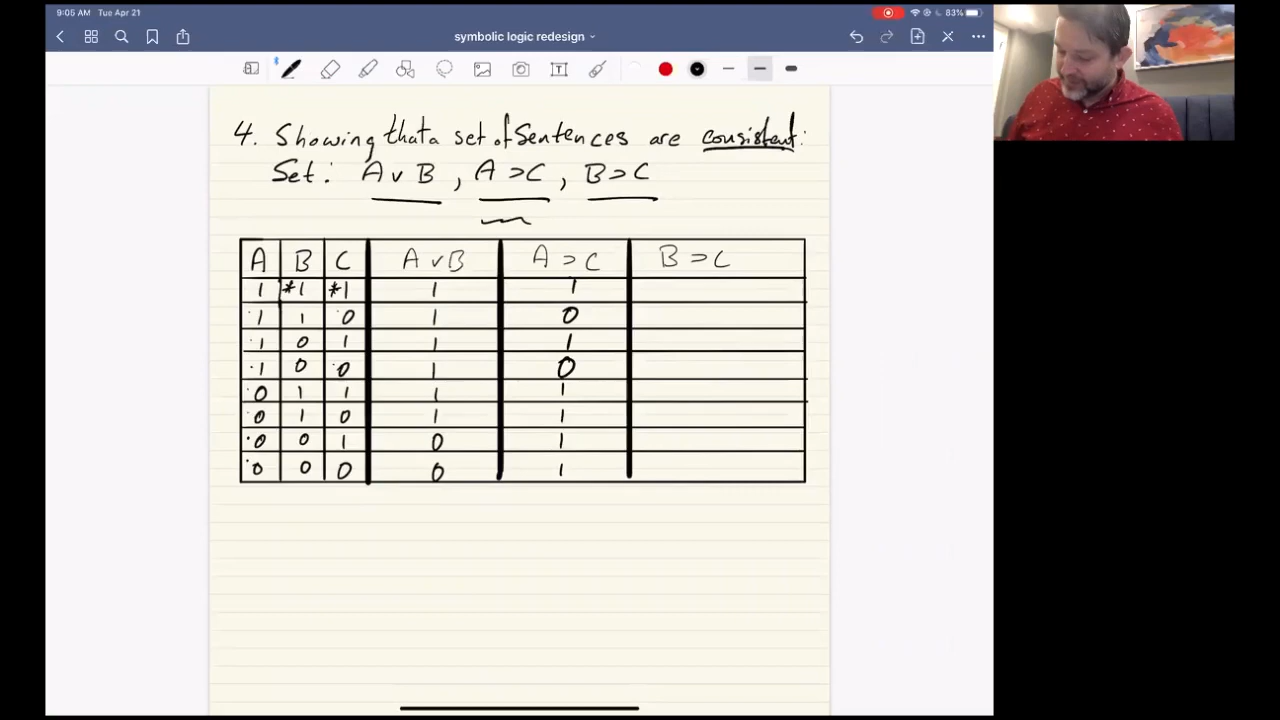 9:05 AM Tue Apr 21 83%
symbolic logic redesign
4. Showing that a set of Sentences are consistent:
Set: A ∨ B, A ⊃ C, B ⊃ C
A B C A ∨ B A ⊃ C B ⊃ C
1 *1 *1 1 1
1 1 0 1 0
1 0 1 1 1
1 0 0 1 0
0 1 1 1 1
0 1 0 1 1
0 0 1 0 1
0 0 0 0 1